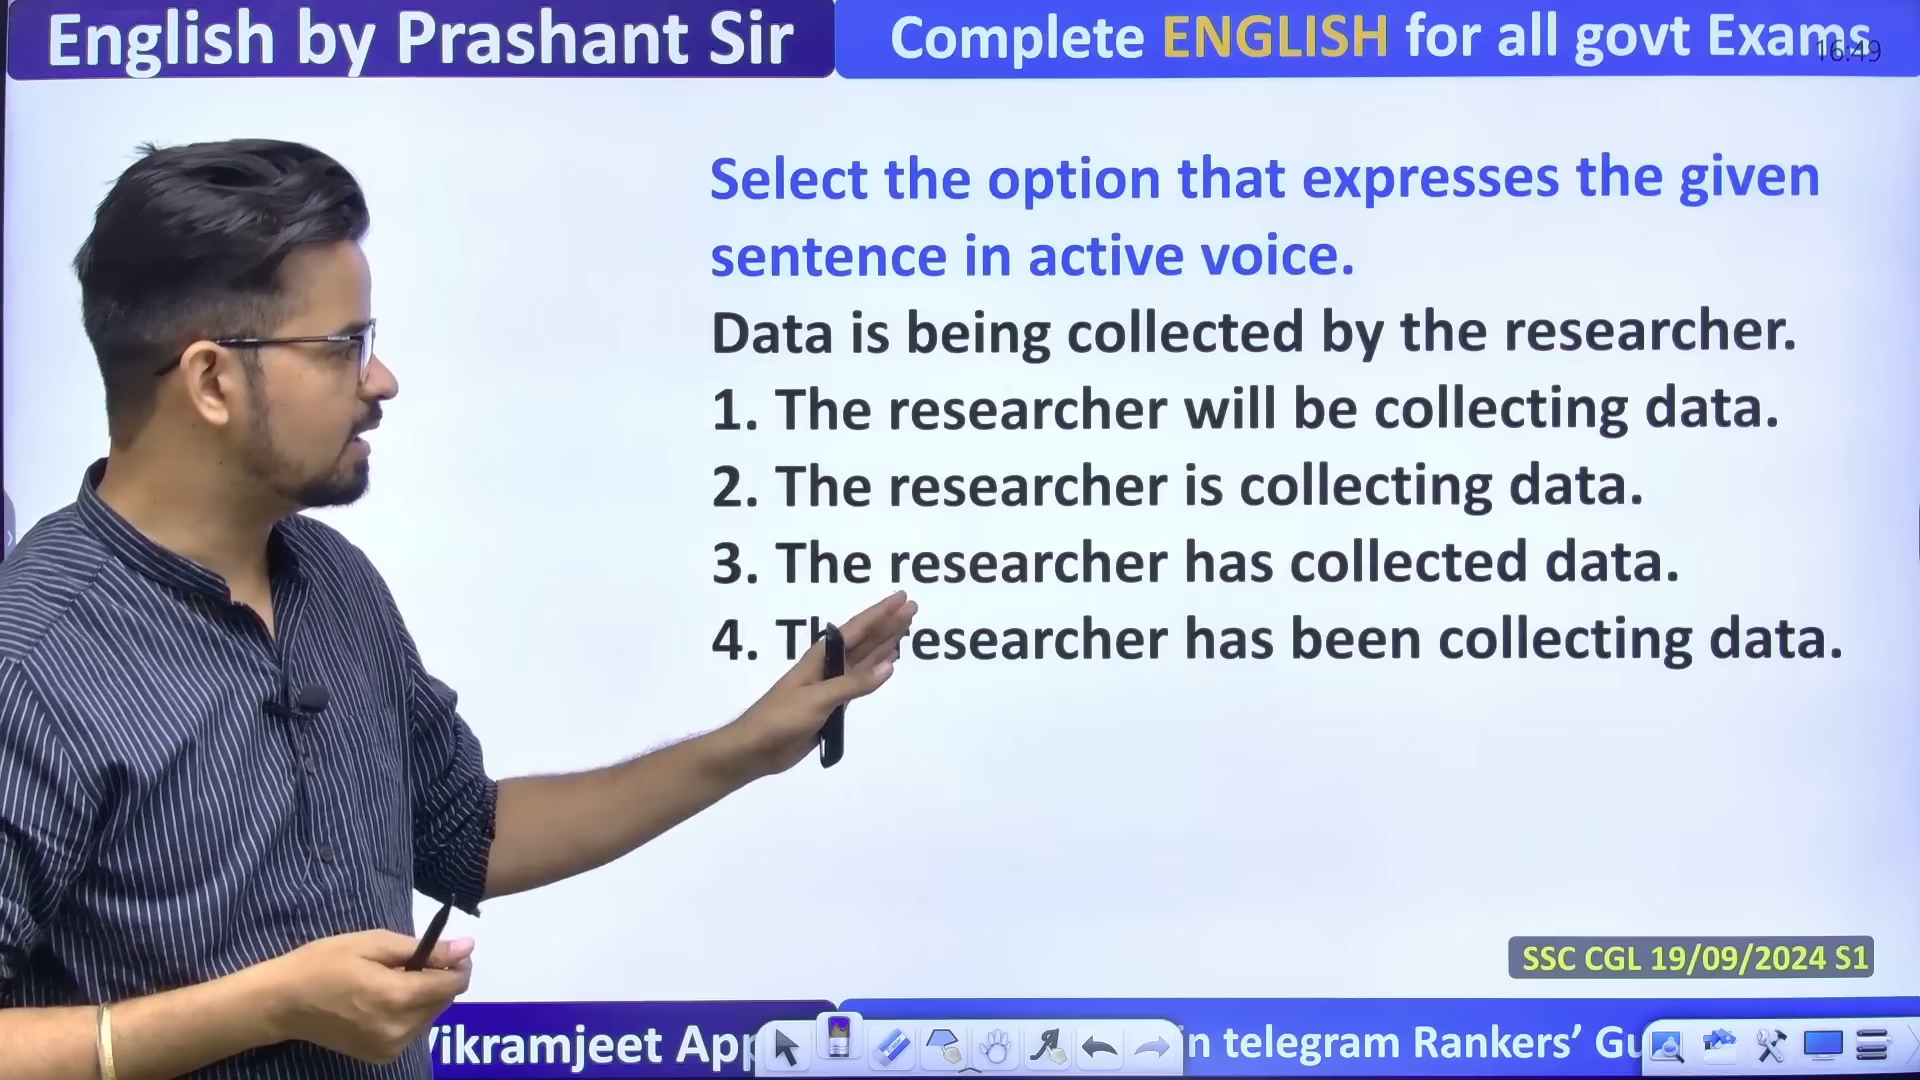 English by Prashant Sir
Complete ENGLISH for all govt Exams
16:49
Select the option that expresses the given
sentence in active voice.
Data is being collected by the researcher.
1. The researcher will be collecting data.
2. The researcher is collecting data.
3. The researcher has collected data.
4. The researcher has been collecting data.
SSC CGL 19/09/2024 S1
Vikramjeet App
in telegram Rankers’ Gu